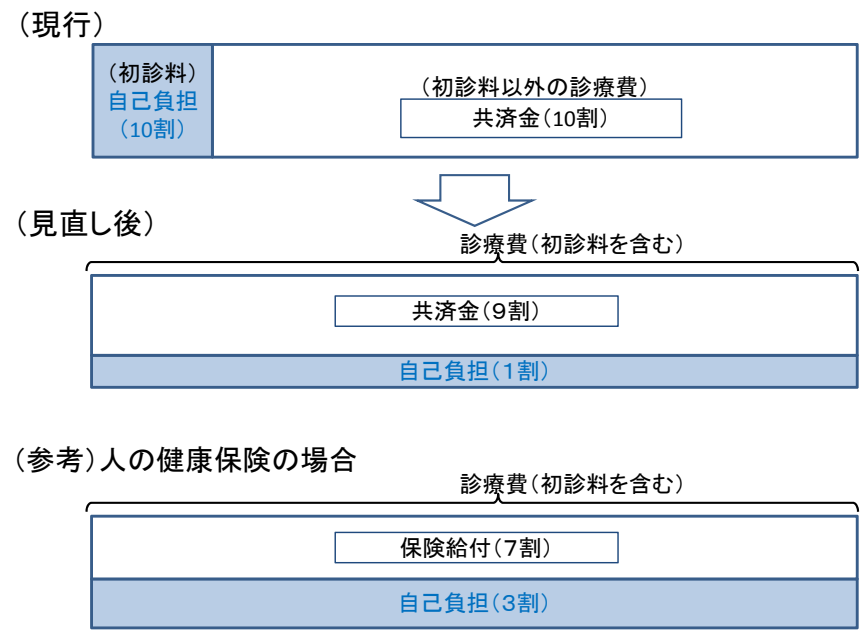 （現行）
（初診料）
自己負担
（10割）
（初診料以外の診療費）
共済金（10割）
（見直し後）
診療費（初診料を含む）
共済金（９割）
自己負担（１割）
（参考）人の健康保険の場合
診療費（初診料を含む）
保険給付（７割）
自己負担（３割）